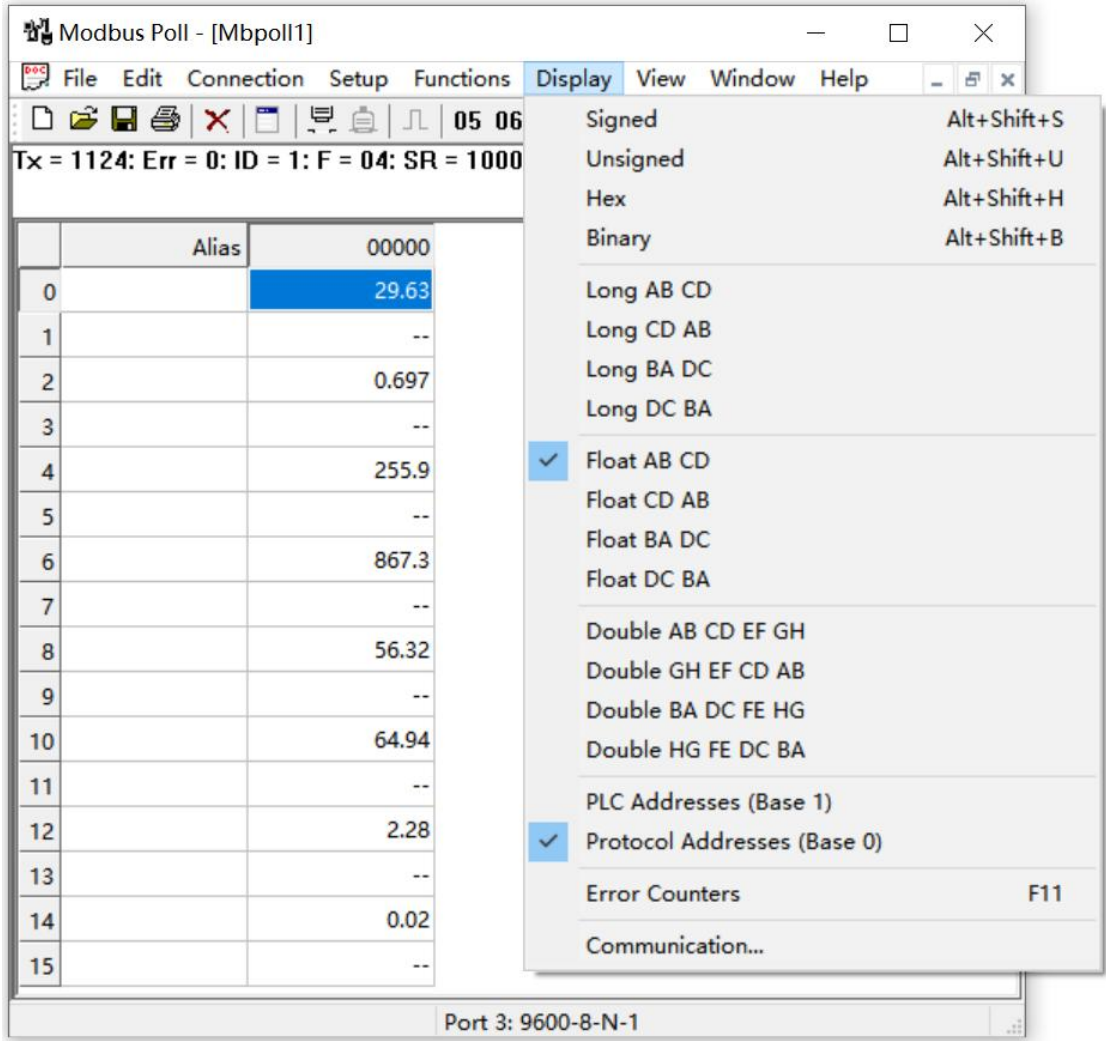 Modbus Poll - [Mbpoll1]
File Edit Connection Setup Functions Display View Window Help
05 06
Tx = 1124: Err = 0: ID = 1: F = 04: SR = 1000
Alias 00000
0 29.63
1 --
2 0.697
3 --
4 255.9
5 --
6 867.3
7 --
8 56.32
9 --
10 64.94
11 --
12 2.28
13 --
14 0.02
15 --
Signed Alt+Shift+S
Unsigned Alt+Shift+U
Hex Alt+Shift+H
Binary Alt+Shift+B
Long AB CD
Long CD AB
Long BA DC
Long DC BA
Float AB CD
Float CD AB
Float BA DC
Float DC BA
Double AB CD EF GH
Double GH EF CD AB
Double BA DC FE HG
Double HG FE DC BA
PLC Addresses (Base 1)
Protocol Addresses (Base 0)
Error Counters F11
Communication...
Port 3: 9600-8-N-1